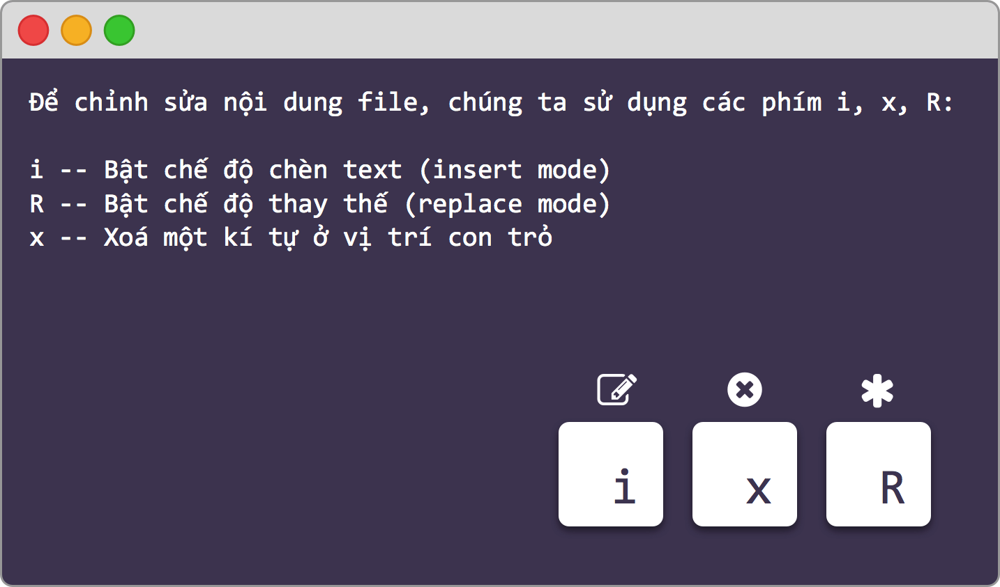 Để chỉnh sửa nội dung file, chúng ta sử dụng các phím i, x, R:
i -- Bật chế độ chèn text (insert mode)
R -- Bật chế độ thay thế (replace mode)
x -- Xoá một kí tự ở vị trí con trỏ
i x R